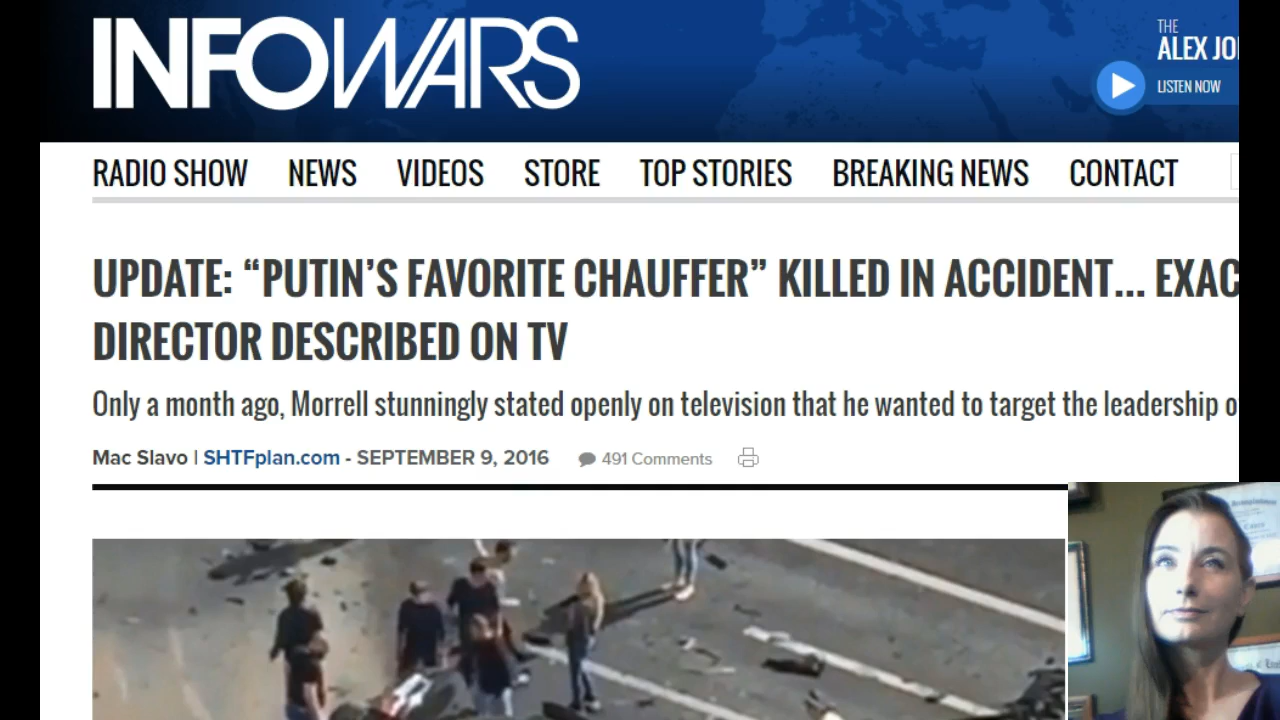 INFOWARS
THE
ALEX JO
LISTEN NOW
RADIO SHOW NEWS VIDEOS STORE TOP STORIES BREAKING NEWS CONTACT
UPDATE: “PUTIN’S FAVORITE CHAUFFER” KILLED IN ACCIDENT... EXAC
DIRECTOR DESCRIBED ON TV
Only a month ago, Morrell stunningly stated openly on television that he wanted to target the leadership o
Mac Slavo | SHTFplan.com - SEPTEMBER 9, 2016 491 Comments